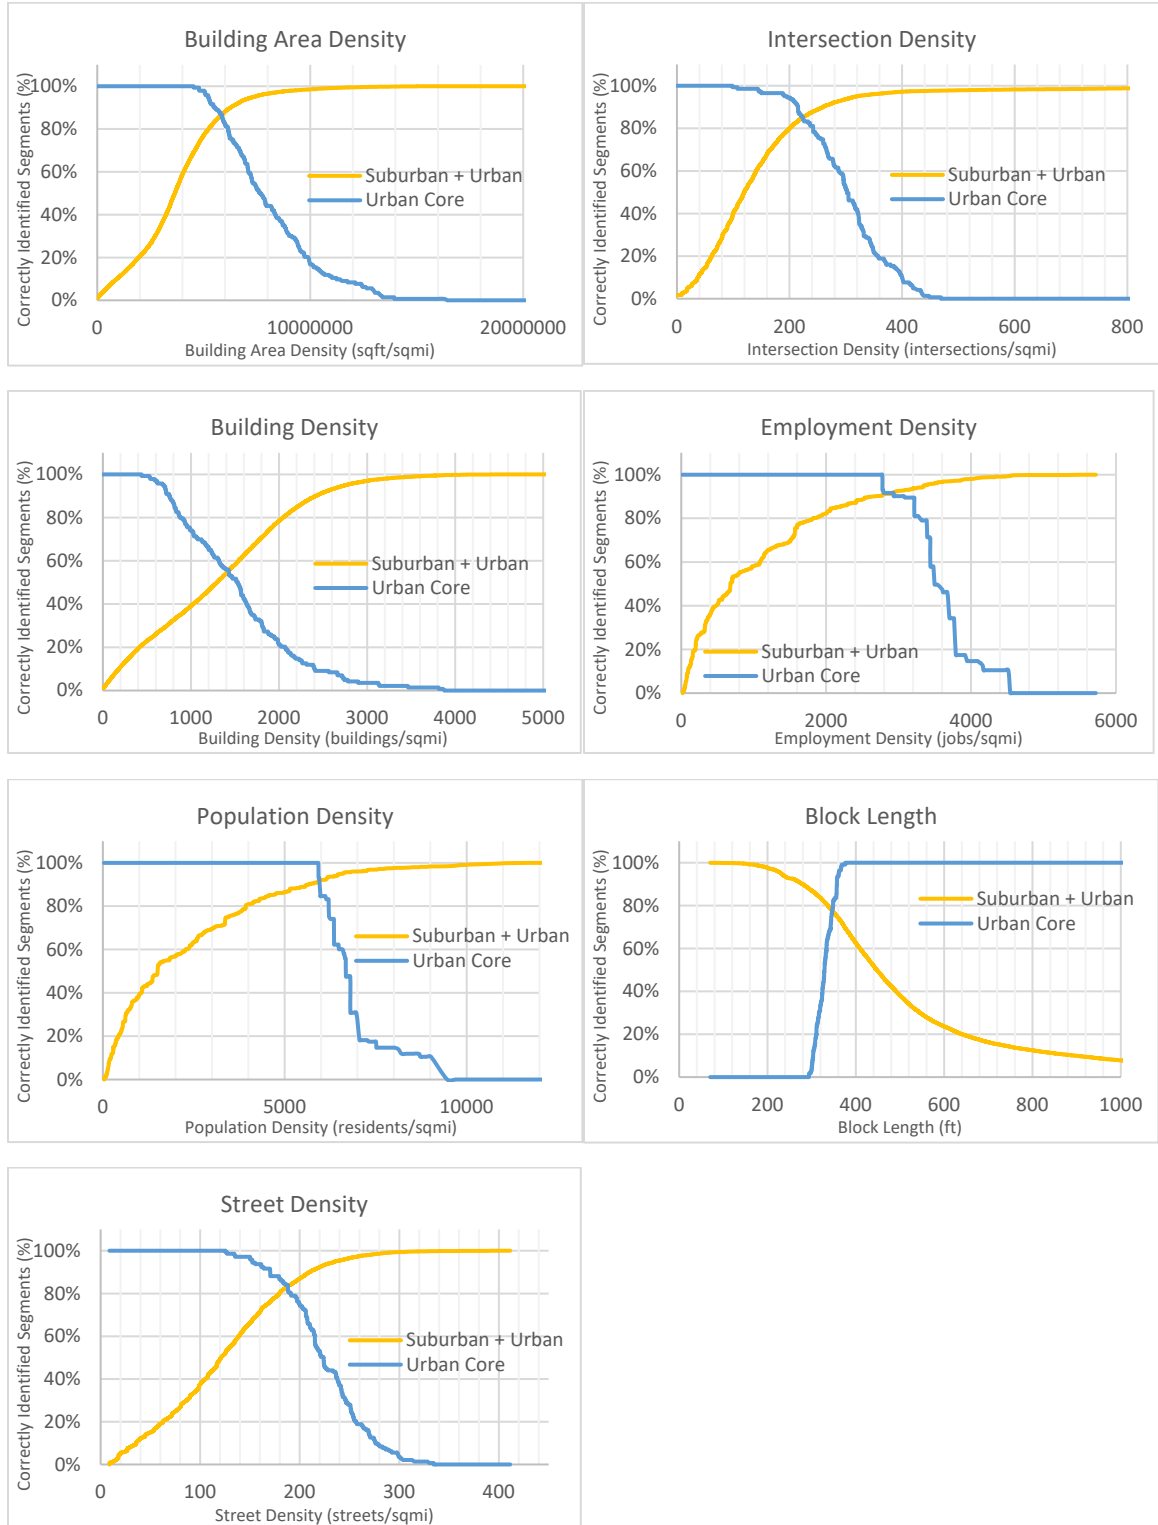 Building Area Density
Correctly Identified Segments (%)
100%
80%
60%
40%
20%
0%
Suburban + Urban
Urban Core
0 10000000 20000000
Building Area Density (sqft/sqmi)
Intersection Density
Correctly Identified Segments (%)
100%
80%
60%
40%
20%
0%
Suburban + Urban
Urban Core
0 200 400 600 800
Intersection Density (intersections/sqmi)
Building Density
Correctly Identified Segments (%)
100%
80%
60%
40%
20%
0%
Suburban + Urban
Urban Core
0 1000 2000 3000 4000 5000
Building Density (buildings/sqmi)
Employment Density
Correctly Identified Segments (%)
100%
80%
60%
40%
20%
0%
Suburban + Urban
Urban Core
0 2000 4000 6000
Employment Density (jobs/sqmi)
Population Density
Correctly Identified Segments (%)
100%
80%
60%
40%
20%
0%
Suburban + Urban
Urban Core
0 5000 10000
Population Density (residents/sqmi)
Block Length
Correctly Identified Segments (%)
100%
80%
60%
40%
20%
0%
Suburban + Urban
Urban Core
0 200 400 600 800 1000
Block Length (ft)
Street Density
Correctly Identified Segments (%)
100%
80%
60%
40%
20%
0%
Suburban + Urban
Urban Core
0 100 200 300 400
Street Density (streets/sqmi)